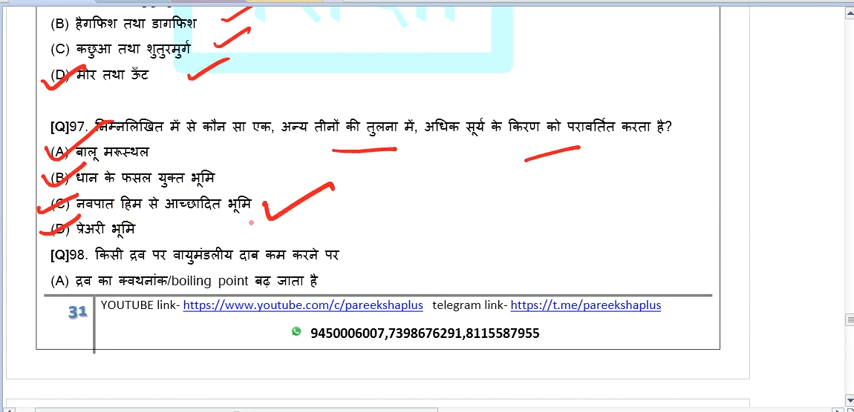 (B) हैगफिश तथा डागफिश
(C) कछुआ तथा शुतुरमुर्ग
(D) मोर तथा ऊँट
[Q]97. निम्नलिखित में से कौन सा एक, अन्य तीनों की तुलना में, अधिक सूर्य के किरण को परावर्तित करता है?
(A) बालू मरूस्थल
(B) धान के फसल युक्त भूमि
(C) नवपात हिम से आच्छादित भूमि
(D) प्रेअरी भूमि
[Q]98. किसी द्रव पर वायुमंडलीय दाब कम करने पर
(A) द्रव का क्वथनांक/boiling point बढ़ जाता है
31 YOUTUBE link- https://www.youtube.com/c/pareekshaplus telegram link- https://t.me/pareekshaplus
9450006007,7398676291,8115587955